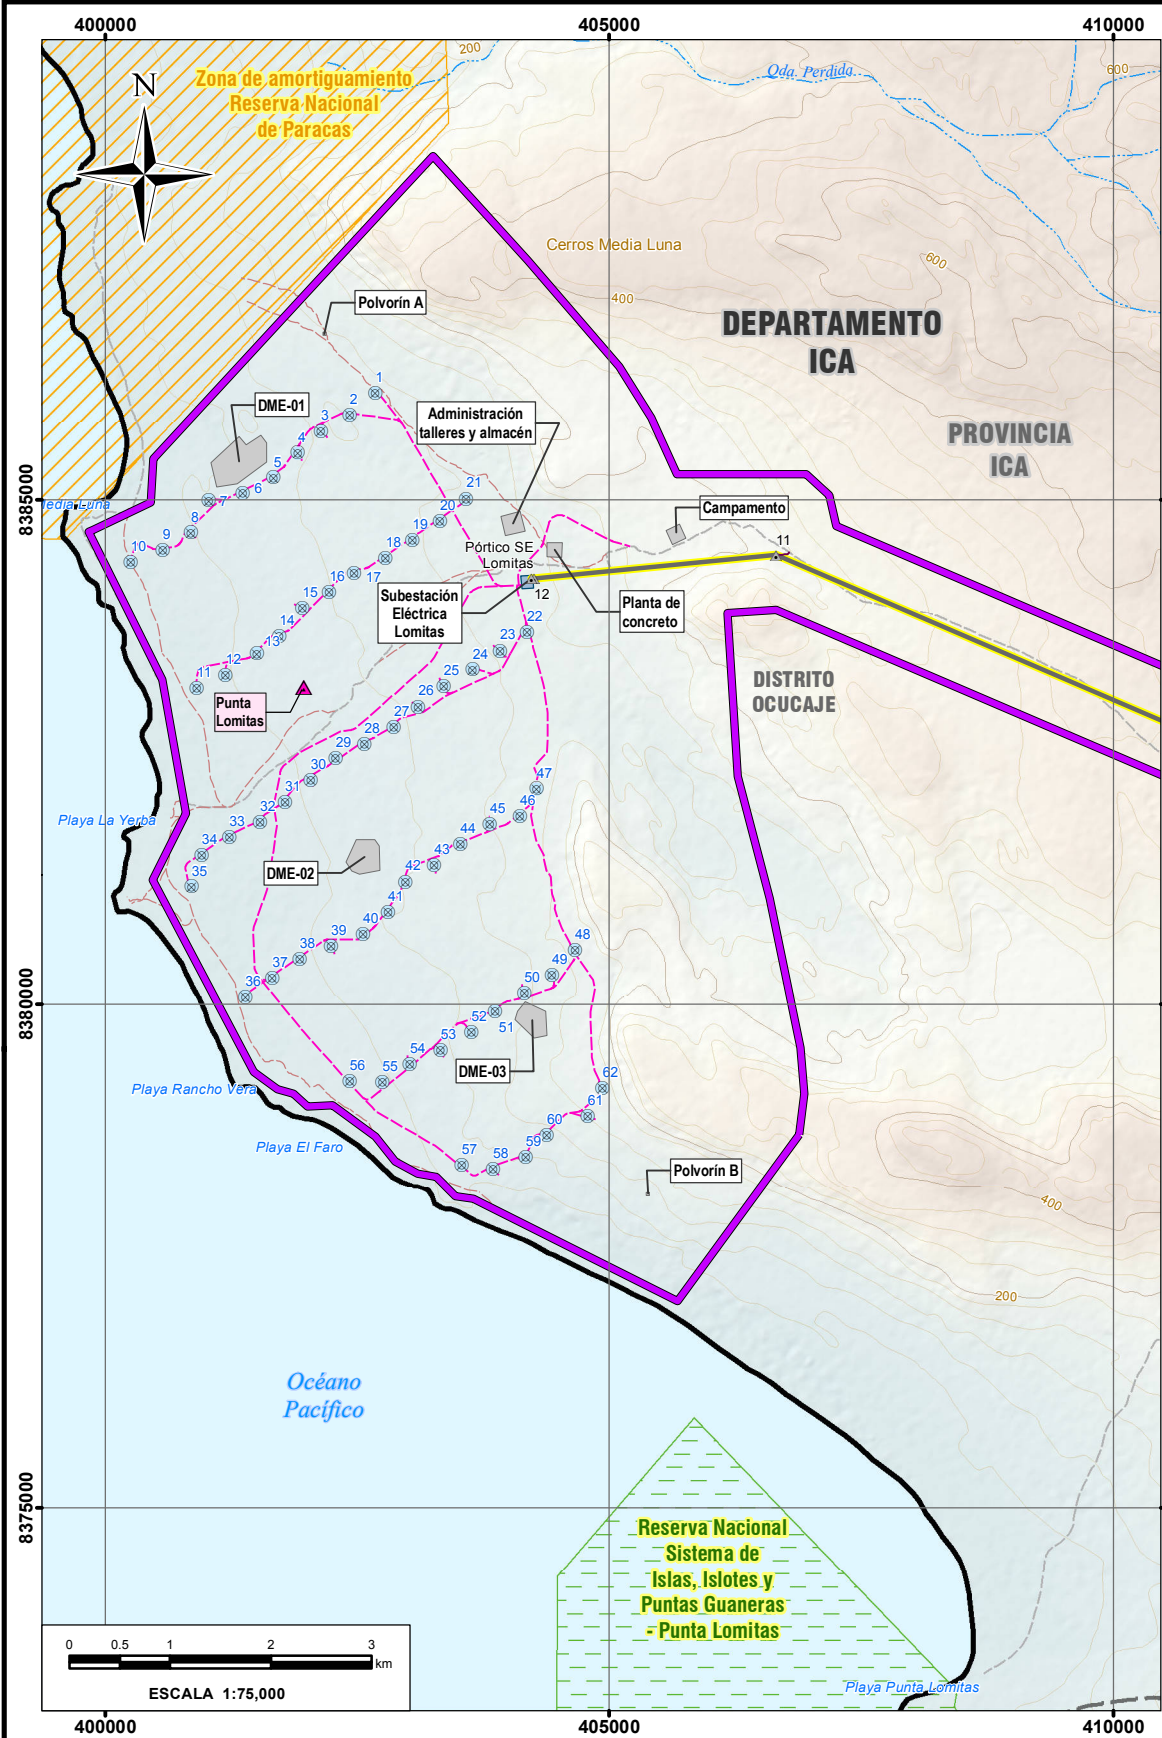 400000
405000
410000
200
Zona de amortiguamiento
Reserva Nacional
de Paracas
N
Qda. Perdida
600
Cerros Media Luna
600
400
Polvorín A
DEPARTAMENTO
ICA
PROVINCIA
ICA
1
2
3
4
5
6
7
8
9
10
DME-01
Administración
talleres y almacén
8385000
Media Luna
21
20
19
18
17
16
15
14
13
12
11
Pórtico SE
Lomitas
Campamento
11
12
Subestación
Eléctrica
Lomitas
Planta de
concreto
22
23
24
25
26
27
28
29
30
31
32
33
34
35
Punta
Lomitas
DISTRITO
OCUCAJE
Playa La Yerba
DME-02
47
46
45
44
43
42
41
40
39
38
37
36
8380000
48
49
50
51
52
53
54
55
56
DME-03
62
61
60
59
58
57
Playa Rancho Vera
Playa El Faro
Polvorín B
400
200
Océano
Pacífico
8375000
Reserva Nacional
Sistema de
Islas, Islotes y
Puntas Guaneras
- Punta Lomitas
Playa Punta Lomitas
0 0.5 1 2 3
km
ESCALA 1:75,000
400000
405000
410000